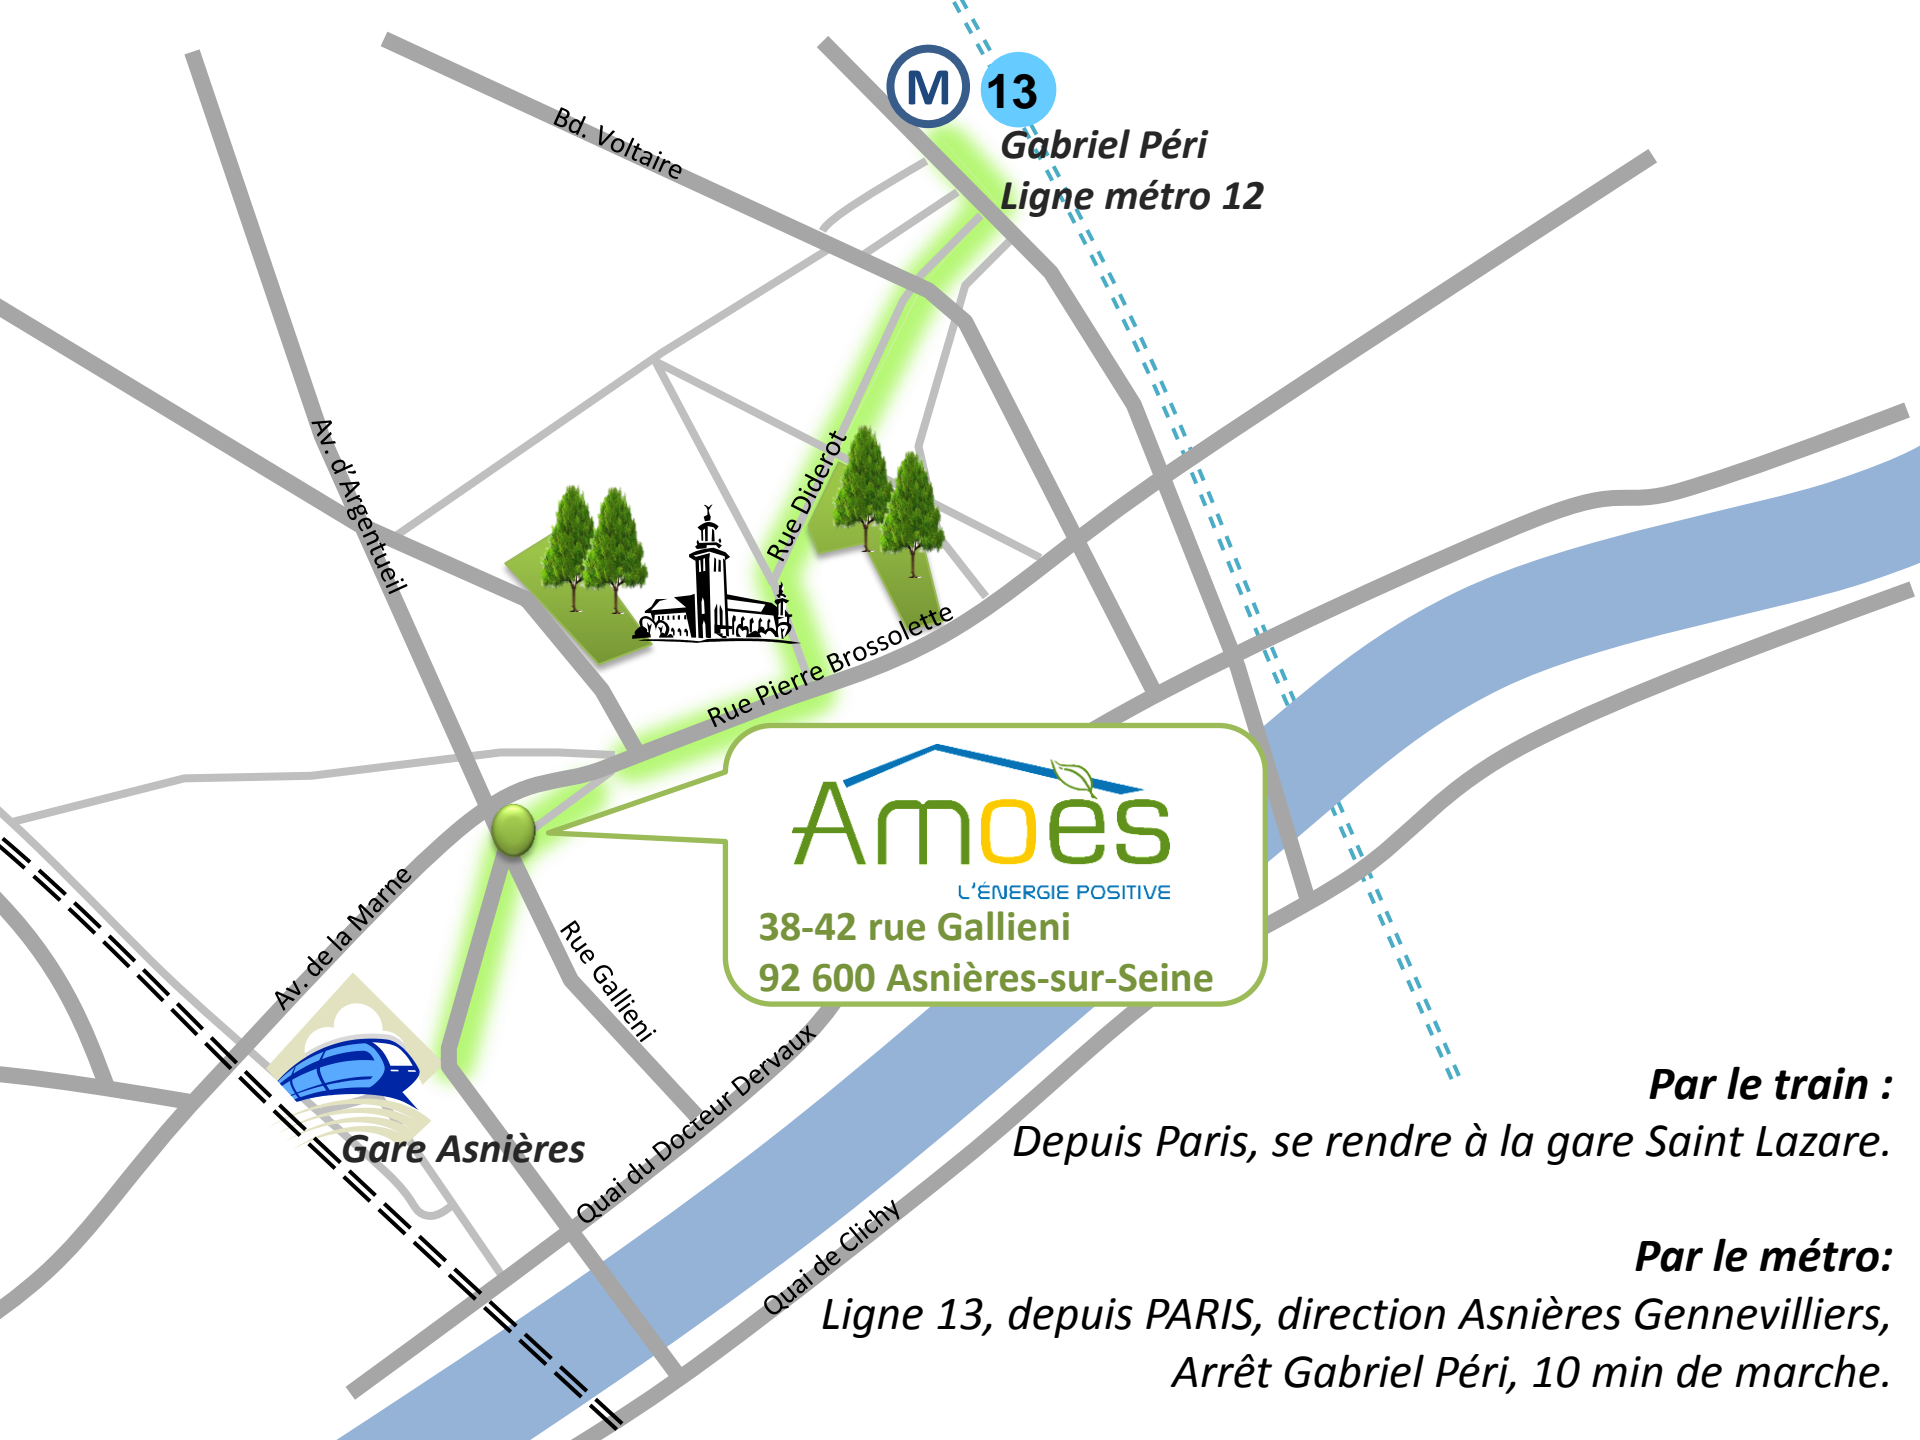 M
13
Gabriel Péri
Ligne métro 12
Bd. Voltaire
Av. d'Argentueil
Rue Diderot
Rue Pierre Brossolette
Amoès
L'ÉNERGIE POSITIVE
38-42 rue Gallieni
92 600 Asnières-sur-Seine
Av. de la Marne
Rue Gallieni
Gare Asnières
Quai du Docteur Dervaux
Quai de Clichy
Par le train :
Depuis Paris, se rendre à la gare Saint Lazare.
Par le métro:
Ligne 13, depuis PARIS, direction Asnières Gennevilliers,
Arrêt Gabriel Péri, 10 min de marche.